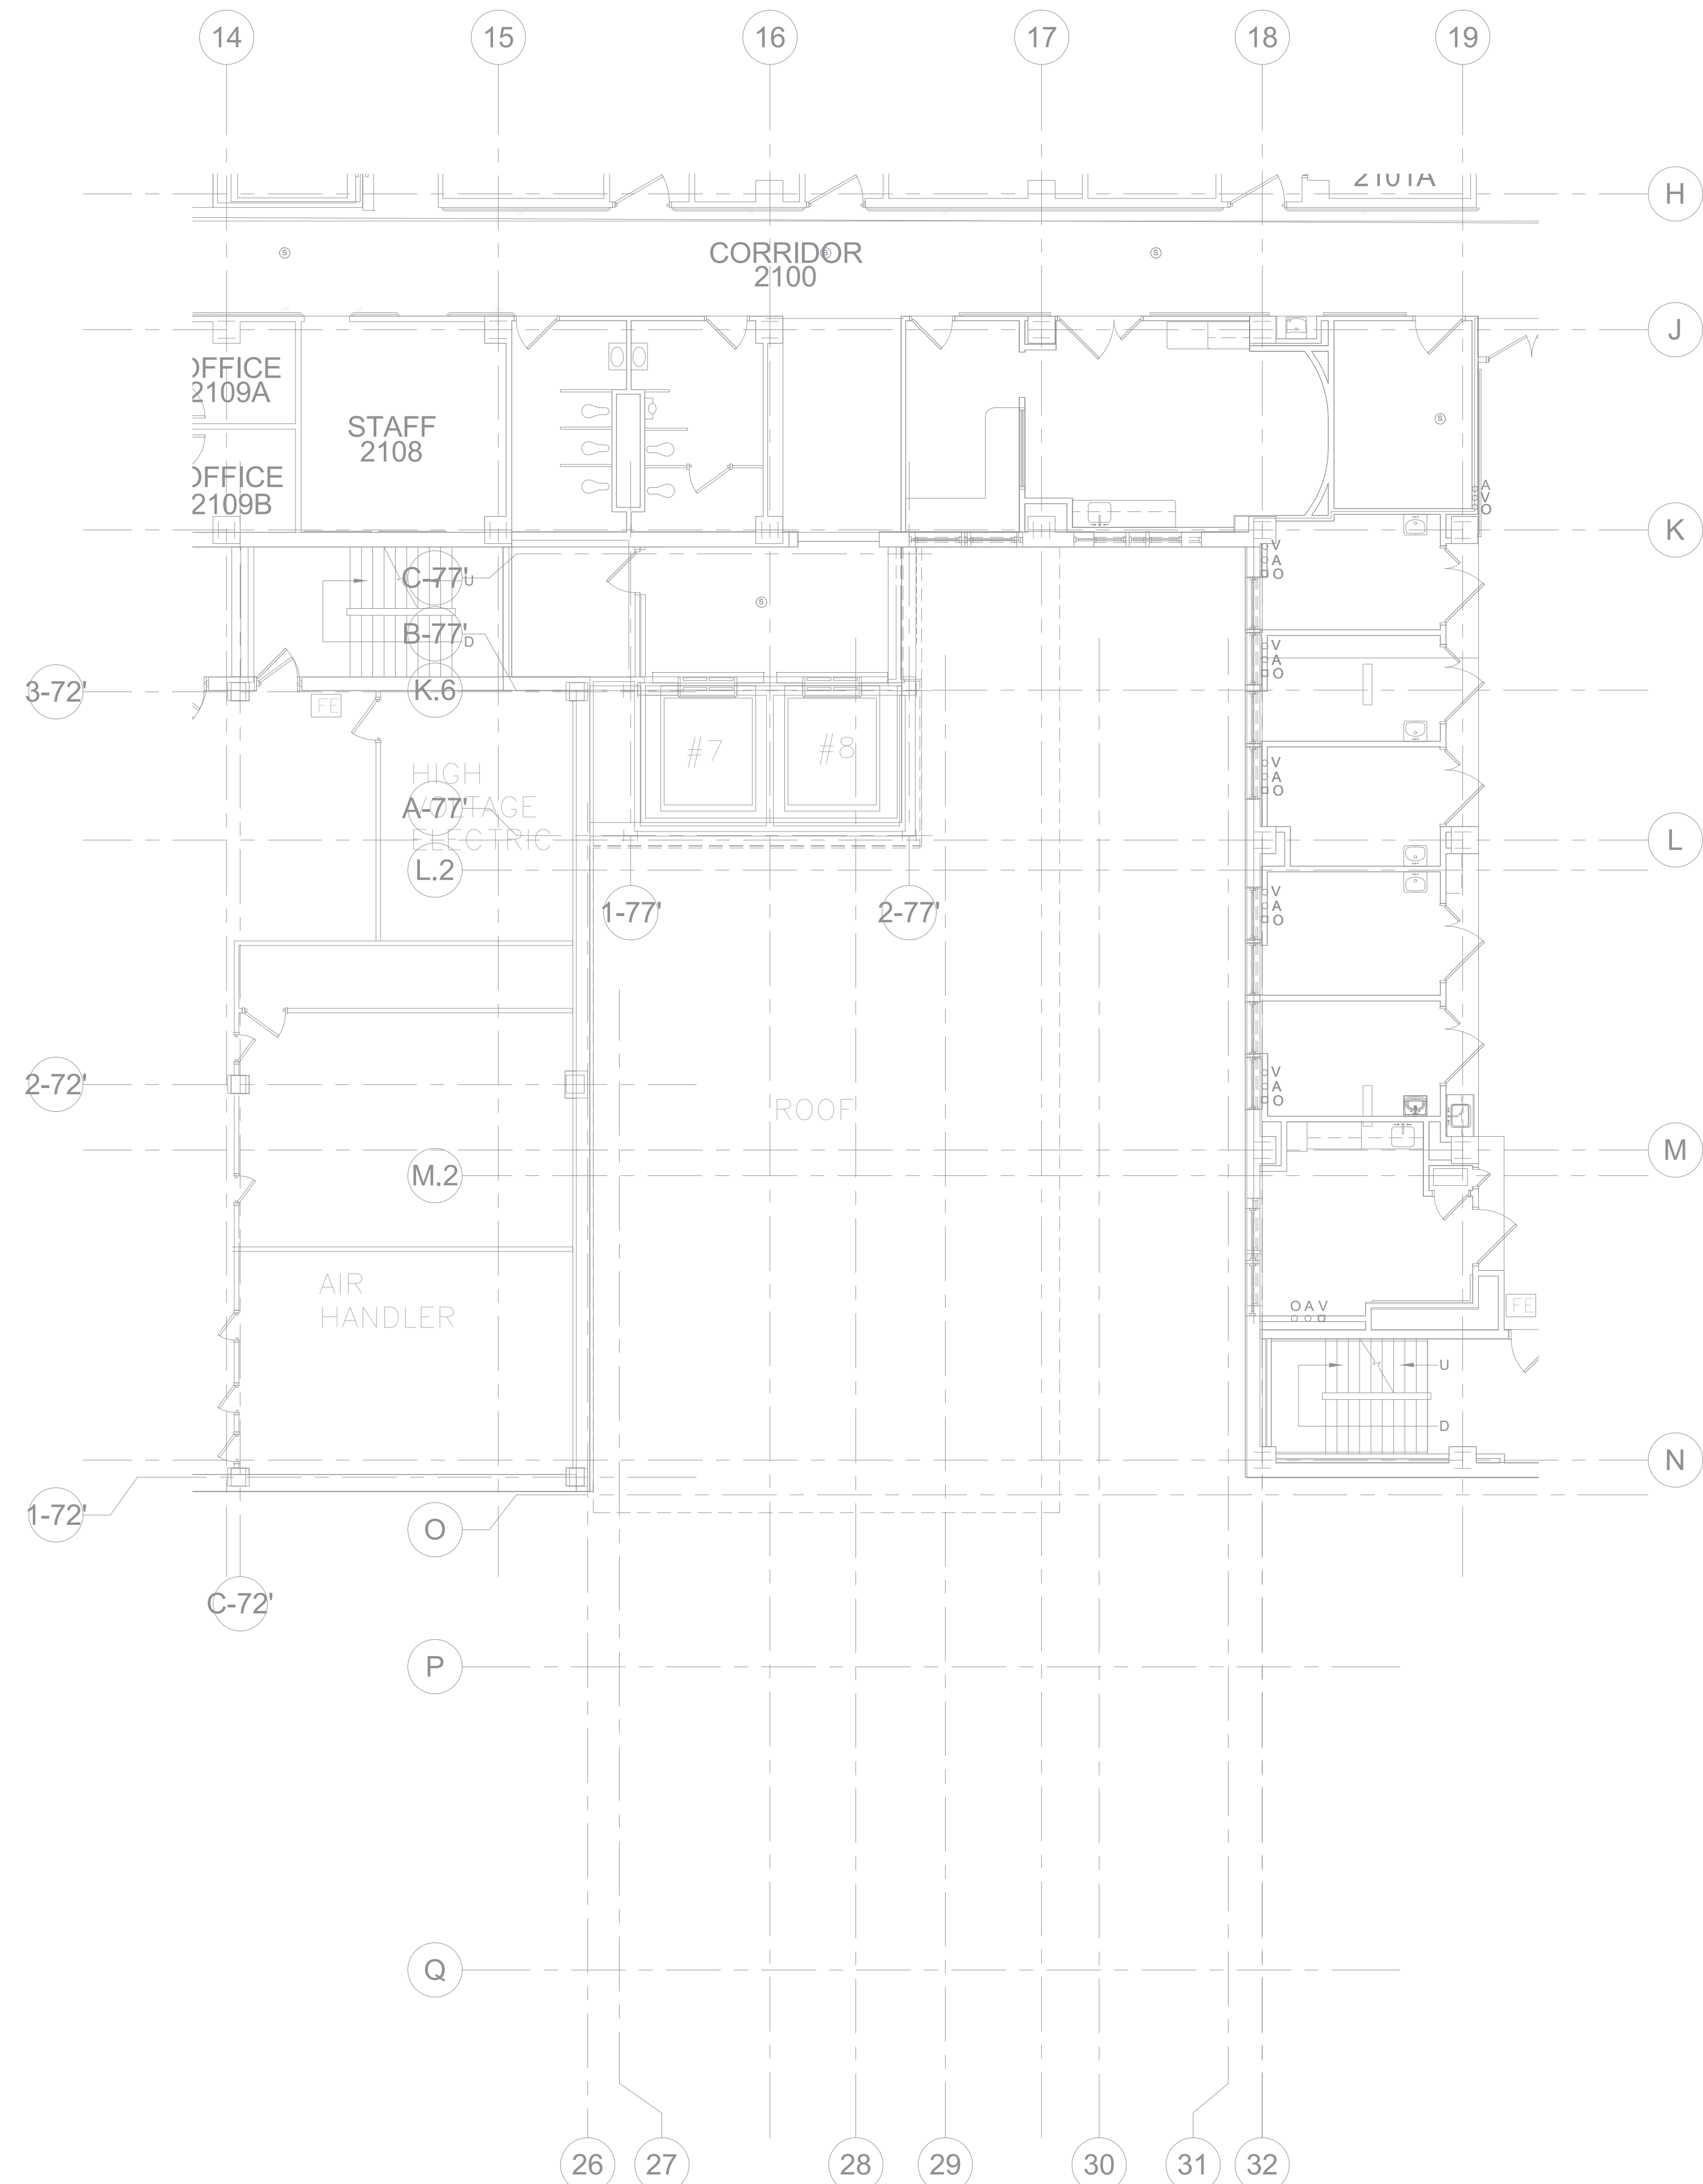 14
15
16
17
18
19
2101A
H
S
CORRIDOR
S
S
2100
J
OFFICE
2109A
STAFF
2108
OFFICE
2109B
S
A
V
O
K
C-77'
U
V
A
O
S
B-77'
D
V
A
O
3-72'
FE
K.6
#7
#8
HIGH
VOLTAGE
ELECTRIC
A-77'
V
A
O
L
L.2
1-77'
2-77'
V
A
O
2-72'
ROOF
V
A
O
M
M.2
AIR
HANDLER
O A V
FE
U
D
N
1-72'
O
C-72'
P
Q
26
27
28
29
30
31
32